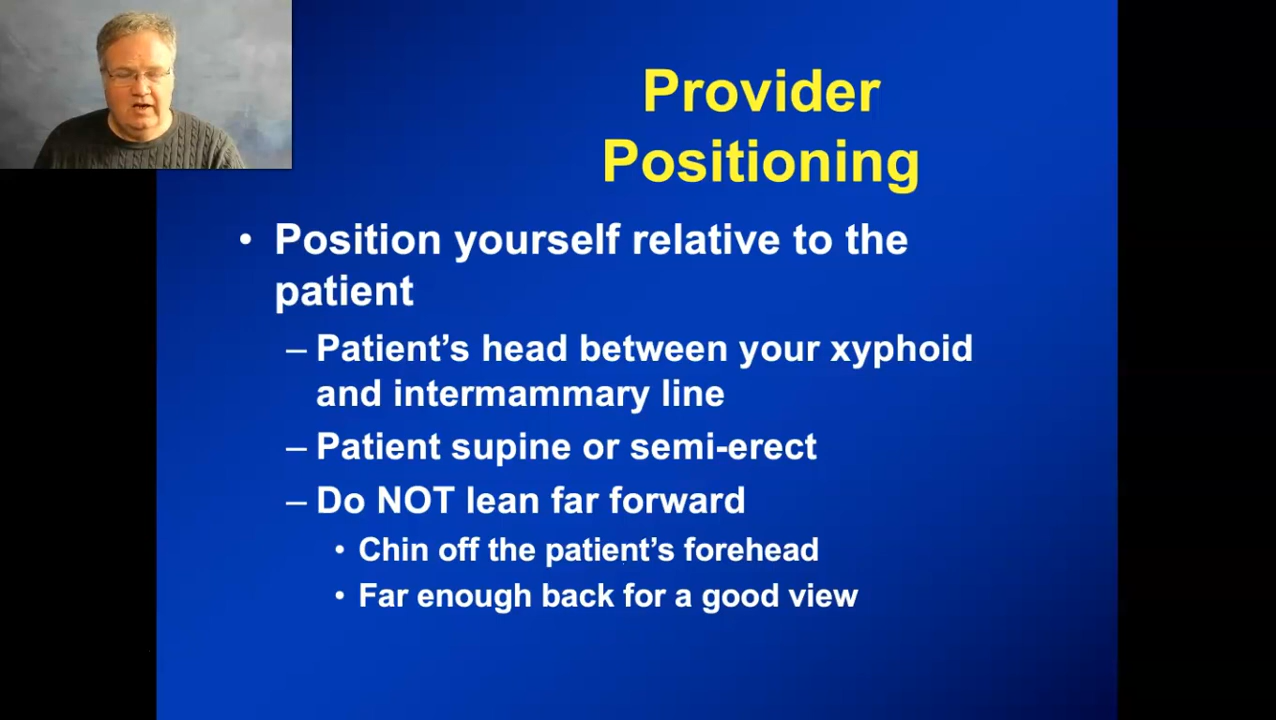 Provider
Positioning
• Position yourself relative to the
patient
– Patient's head between your xyphoid
and intermammary line
– Patient supine or semi-erect
– Do NOT lean far forward
• Chin off the patient's forehead
• Far enough back for a good view